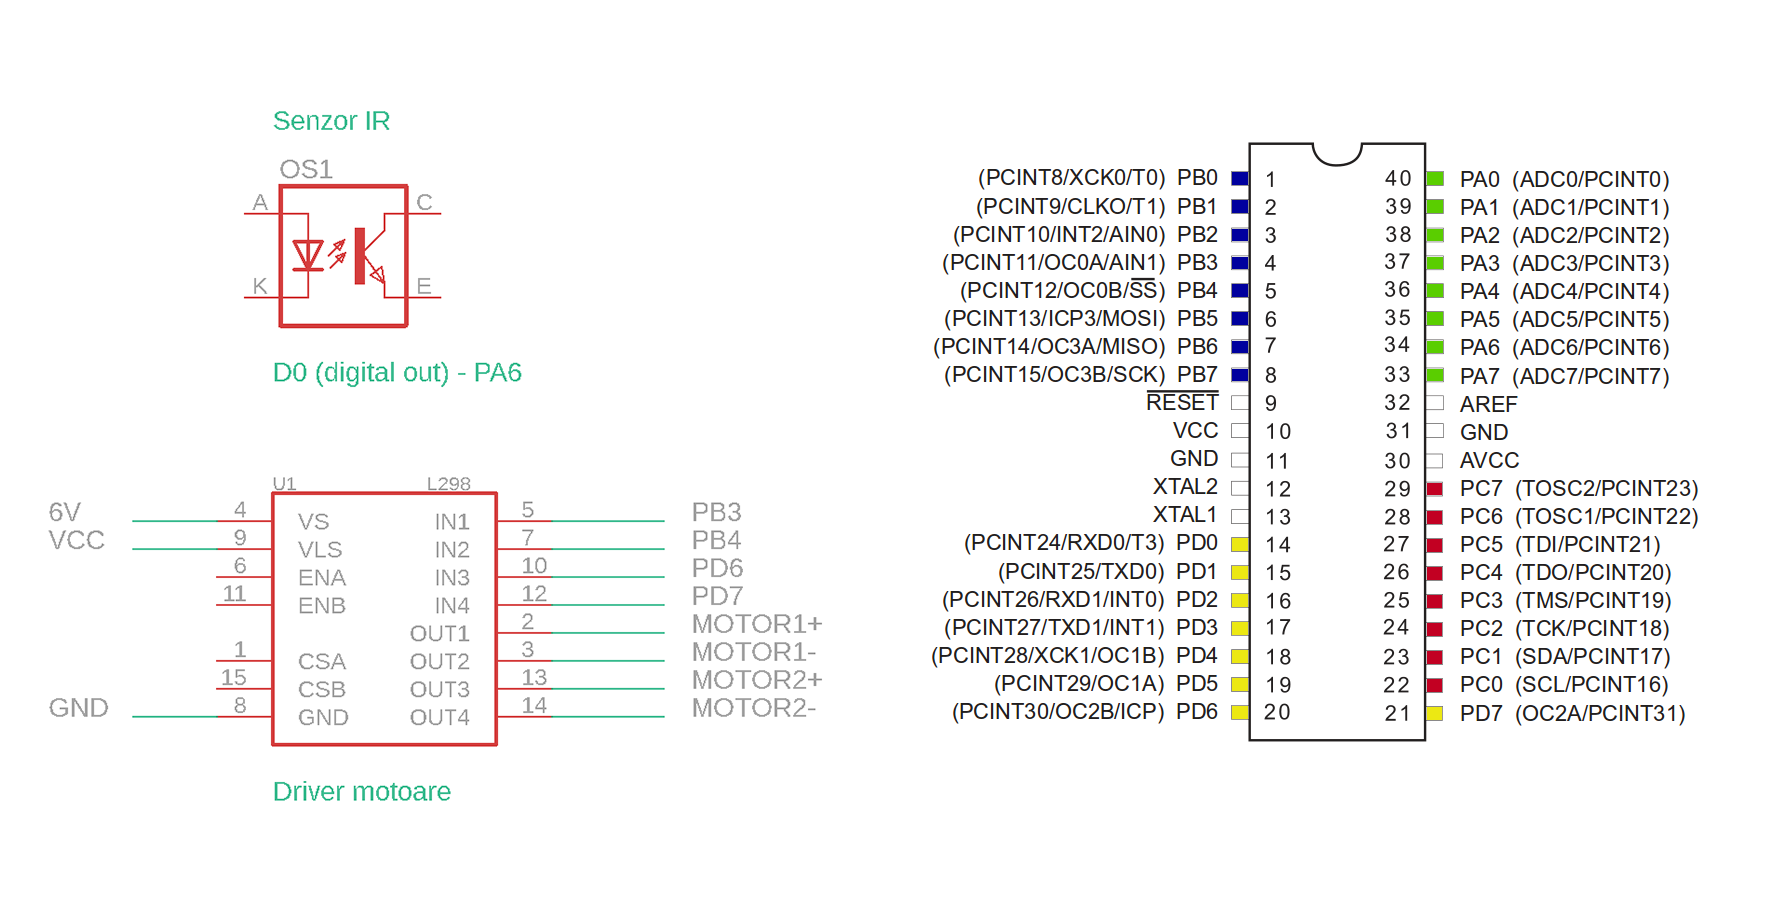 Senzor IR
OS1
A
C
K
E
D0 (digital out) - PA6
U1
L298
6V
4
VS
IN1
5
PB3
VCC
9
VLS
IN2
7
PB4
6
ENA
IN3
10
PD6
11
ENB
IN4
12
PD7
OUT1
2
MOTOR1+
1
CSA
OUT2
3
MOTOR1-
15
CSB
OUT3
13
MOTOR2+
GND
8
GND
OUT4
14
MOTOR2-
Driver motoare
(PCINT8/XCK0/T0) PB0 1
(PCINT9/CLKO/T1) PB1 2
(PCINT10/INT2/AIN0) PB2 3
(PCINT11/OC0A/AIN1) PB3 4
(PCINT12/OC0B/SS) PB4 5
(PCINT13/ICP3/MOSI) PB5 6
(PCINT14/OC3A/MISO) PB6 7
(PCINT15/OC3B/SCK) PB7 8
RESET 9
VCC 10
GND 11
XTAL2 12
XTAL1 13
(PCINT24/RXD0/T3) PD0 14
(PCINT25/TXD0) PD1 15
(PCINT26/RXD1/INT0) PD2 16
(PCINT27/TXD1/INT1) PD3 17
(PCINT28/XCK1/OC1B) PD4 18
(PCINT29/OC1A) PD5 19
(PCINT30/OC2B/ICP) PD6 20
40 PA0 (ADC0/PCINT0)
39 PA1 (ADC1/PCINT1)
38 PA2 (ADC2/PCINT2)
37 PA3 (ADC3/PCINT3)
36 PA4 (ADC4/PCINT4)
35 PA5 (ADC5/PCINT5)
34 PA6 (ADC6/PCINT6)
33 PA7 (ADC7/PCINT7)
32 AREF
31 GND
30 AVCC
29 PC7 (TOSC2/PCINT23)
28 PC6 (TOSC1/PCINT22)
27 PC5 (TDI/PCINT21)
26 PC4 (TDO/PCINT20)
25 PC3 (TMS/PCINT19)
24 PC2 (TCK/PCINT18)
23 PC1 (SDA/PCINT17)
22 PC0 (SCL/PCINT16)
21 PD7 (OC2A/PCINT31)